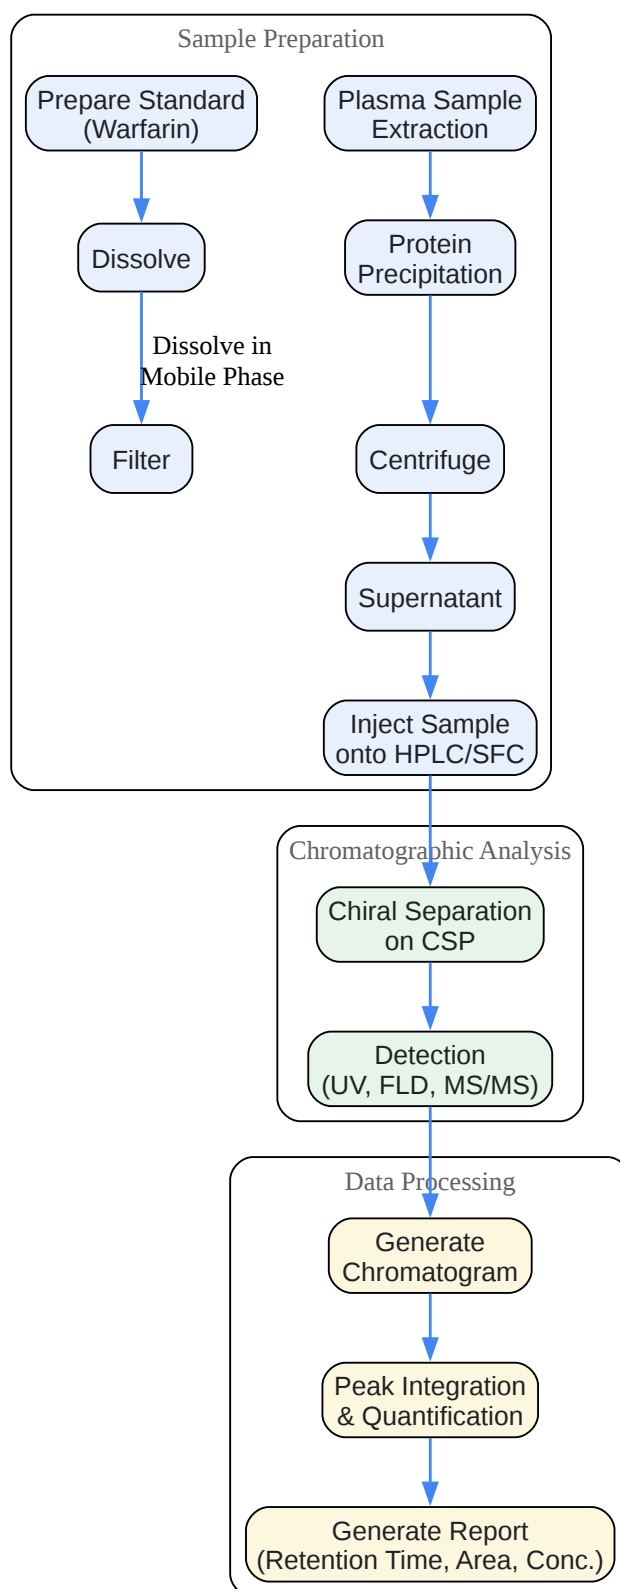 Sample Preparation
Prepare Standard
(Warfarin)
Plasma Sample
Extraction
Dissolve
Protein
Precipitation
Dissolve in
Mobile Phase
Filter
Centrifuge
Supernatant
Inject Sample
onto HPLC/SFC
Chromatographic Analysis
Chiral Separation
on CSP
Detection
(UV, FLD, MS/MS)
Data Processing
Generate
Chromatogram
Peak Integration
& Quantification
Generate Report
(Retention Time, Area, Conc.)